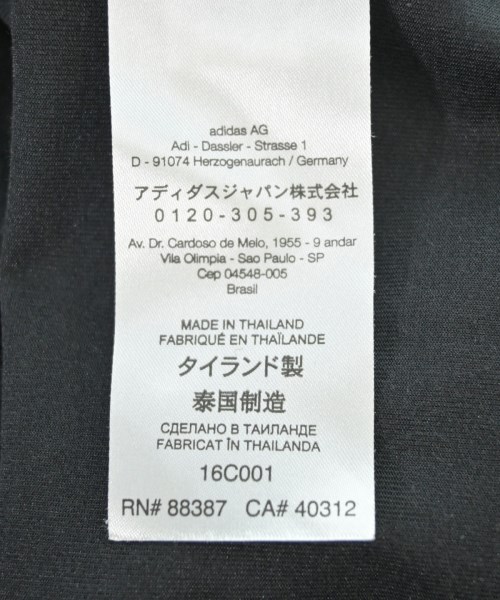 adidas AG
Adi - Dassler - Strasse 1
D - 91074 Herzogenaurach / Germany
アディダスジャパン株式会社
0120-305-393
Av. Dr. Cardoso de Melo, 1955 - 9 andar
Vila Olimpia - Sao Paulo - SP
Cep 04548-005
Brasil
MADE IN THAILAND
FABRIQUÉ EN THAÏLANDE
タイランド製
泰国制造
СДЕЛАНО В ТАИЛАНДЕ
FABRICAT ÎN THAILANDA
16C001
RN# 88387 CA# 40312